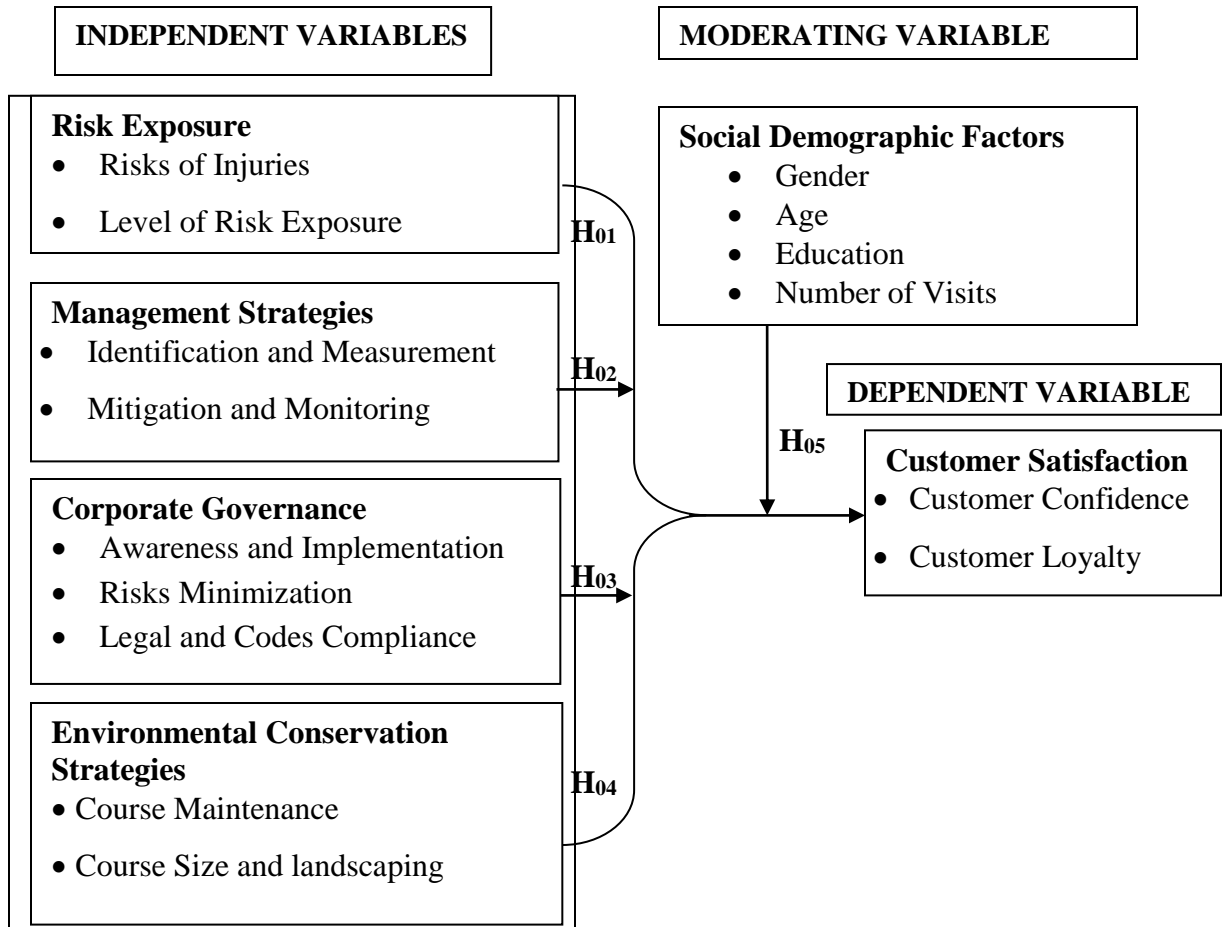 INDEPENDENT VARIABLES
MODERATING VARIABLE
Risk Exposure
• Risks of Injuries
• Level of Risk Exposure
H01
Social Demographic Factors
• Gender
• Age
• Education
• Number of Visits
Management Strategies
• Identification and Measurement
• Mitigation and Monitoring
H02
DEPENDENT VARIABLE
H05
Customer Satisfaction
• Customer Confidence
• Customer Loyalty
Corporate Governance
• Awareness and Implementation
• Risks Minimization
• Legal and Codes Compliance
H03
Environmental Conservation
Strategies
• Course Maintenance
• Course Size and landscaping
H04